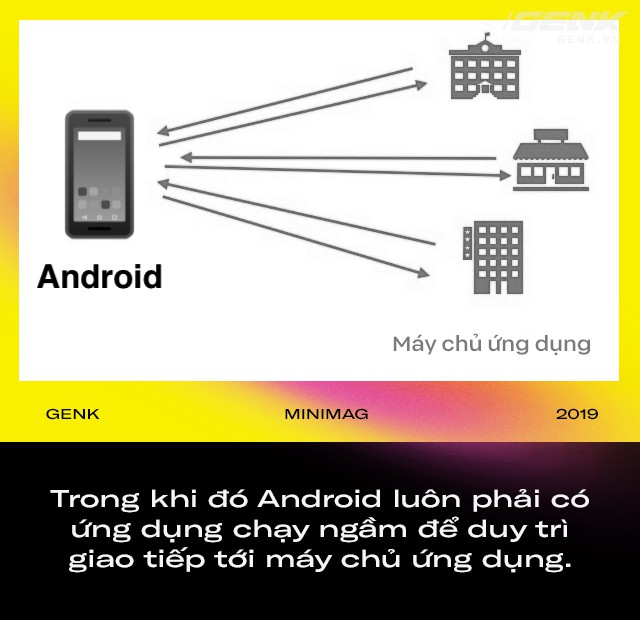 GENK
GENK.VN
Android
Máy chủ ứng dụng
GENK
MINIMAG
2019
Trong khi đó Android luôn phải có
ứng dụng chạy ngầm để duy trì
giao tiếp tới máy chủ ứng dụng.